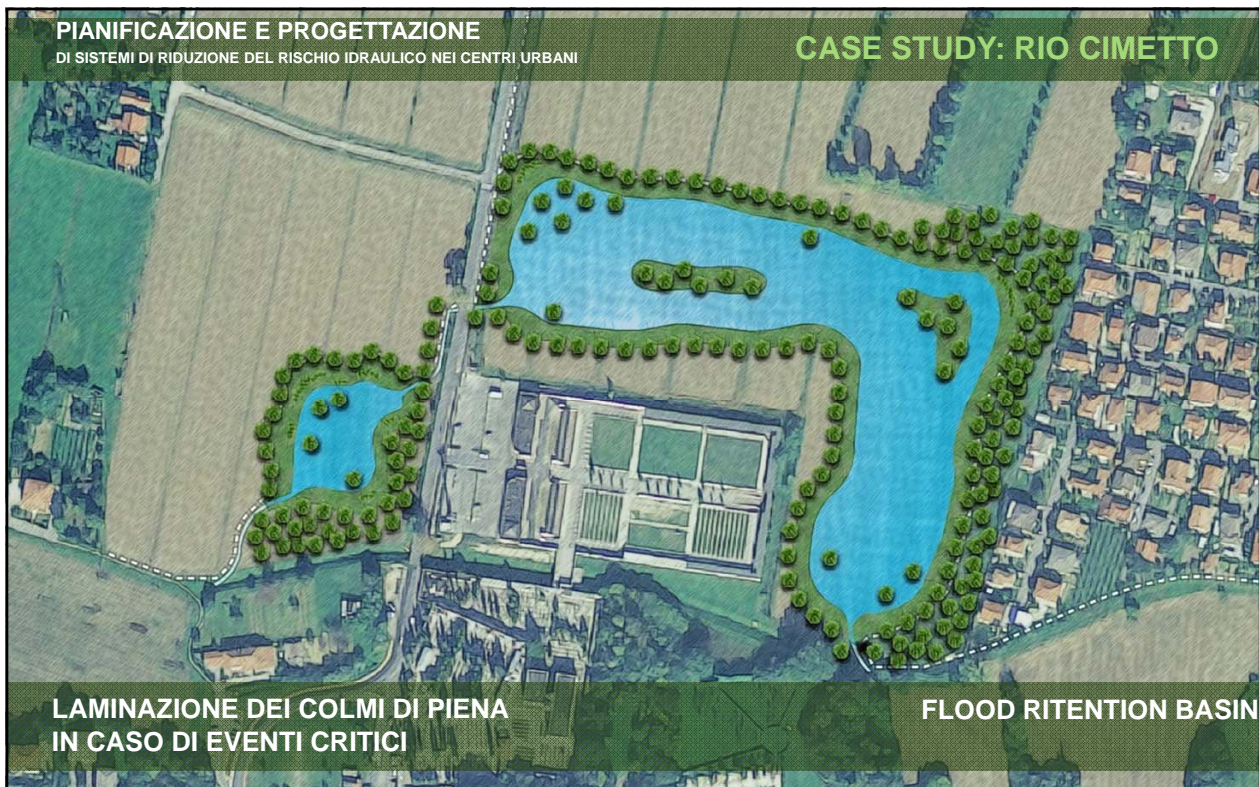 PIANIFICAZIONE E PROGETTAZIONE
DI SISTEMI DI RIDUZIONE DEL RISCHIO IDRAULICO NEI CENTRI URBANI
CASE STUDY: RIO CIMETTO
LAMINAZIONE DEI COLMI DI PIENA
IN CASO DI EVENTI CRITICI
FLOOD RITENTION BASIN